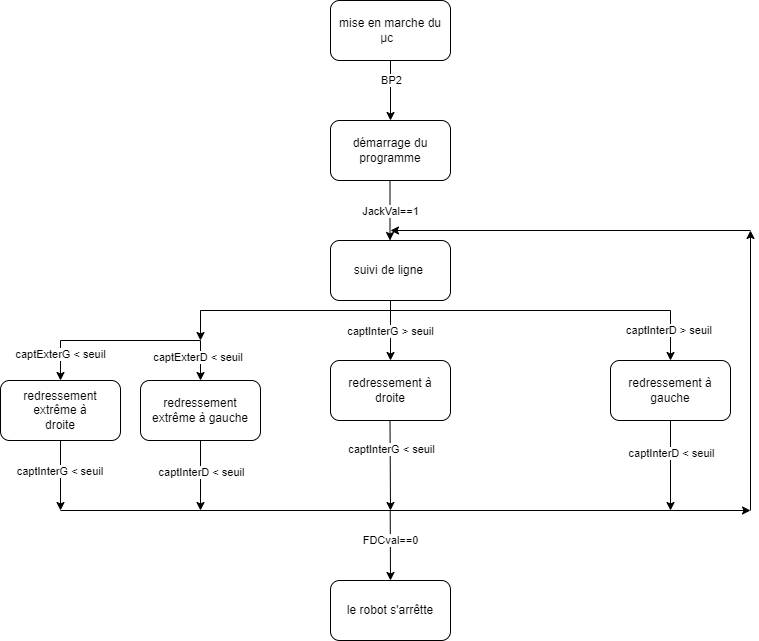 mise en marche du
µc
BP2
démarrage du
programme
JackVal==1
suivi de ligne
captInterG > seuil
captInterD > seuil
captExterG < seuil
captExterD < seuil
redressement
extrême à
droite
redressement
extrême à gauche
redressement à
droite
redressement à
gauche
captInterG < seuil
captInterD < seuil
captInterG < seuil
captInterD < seuil
FDCval==0
le robot s'arrêtte